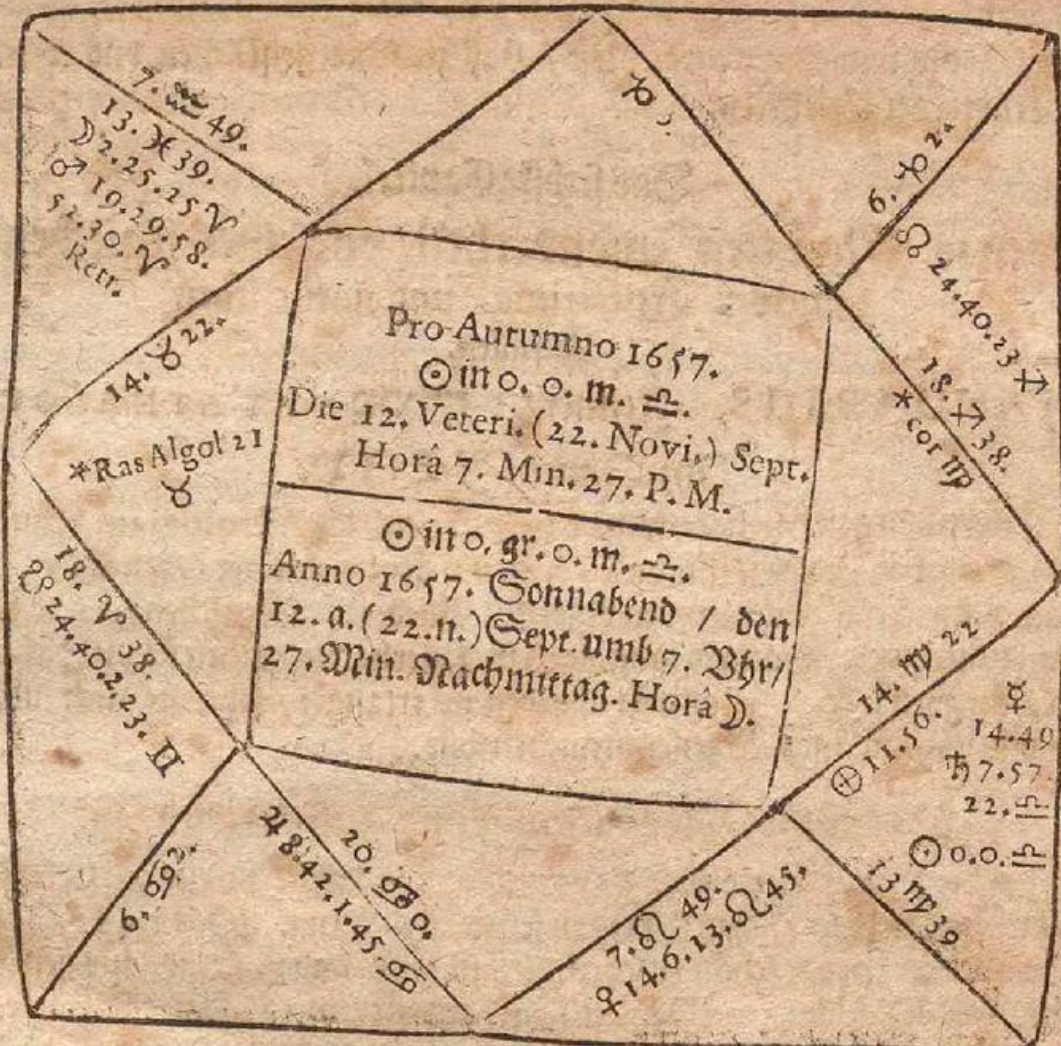 7. ♒ 49.
13. ♓ 39.
☽ 2.25.25 ♈
♂ 19.29.58.
52.30. ♈
Retr.
14. ♉ 22.
*Ras Algol 21
♉
18. ♈ 38.
☋ 24.40.2,23. ♊
6. ♋ 2.
20. ♋ 0.
♃ 8.42.1.45. ♋
7. ♌ 49.
♀ 14.6.13. ♌ 45.
13 ♍ 39
14. ♍ 22
⊕ 11.56.
☿
14.49
♄ 7.57.
22. ♎
☉ 0.0. ♎
18. ♐ 38.
* cor ♍
6. ♑ 2.
☊ 24.40.23 ♐
♑
Pro Autumno 1657.
☉ in 0. 0. m. ♎.
Die 12. Veteri. (22. Novi.) Sept.
Horâ 7. Min. 27. P. M.
☉ in 0. gr. 0. m. ♎.
Anno 1657. Sonnabend / den
12. a. (22. n.) Sept. umb 7. Vhr/
27. Min. Nachmittag. Horâ ☽.